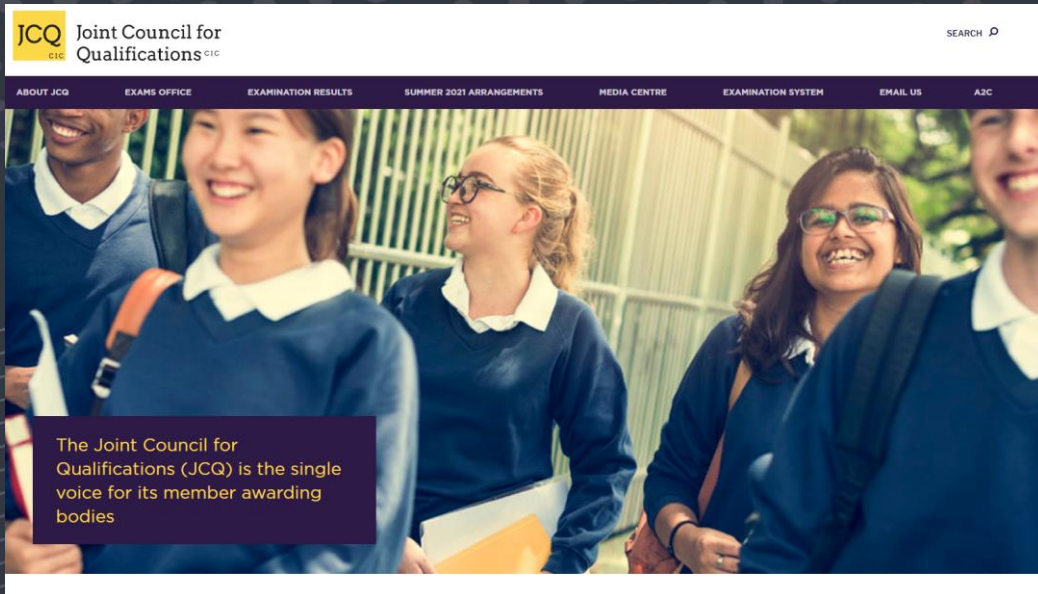 JCQ CIC
Joint Council for
Qualifications CIC
SEARCH
ABOUT JCQ EXAMS OFFICE EXAMINATION RESULTS SUMMER 2021 ARRANGEMENTS MEDIA CENTRE EXAMINATION SYSTEM EMAIL US A2C
The Joint Council for
Qualifications (JCQ) is the single
voice for its member awarding
bodies